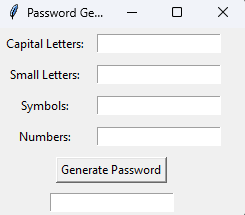 Password Ge...
Capital Letters:
Small Letters:
Symbols:
Numbers:
Generate Password